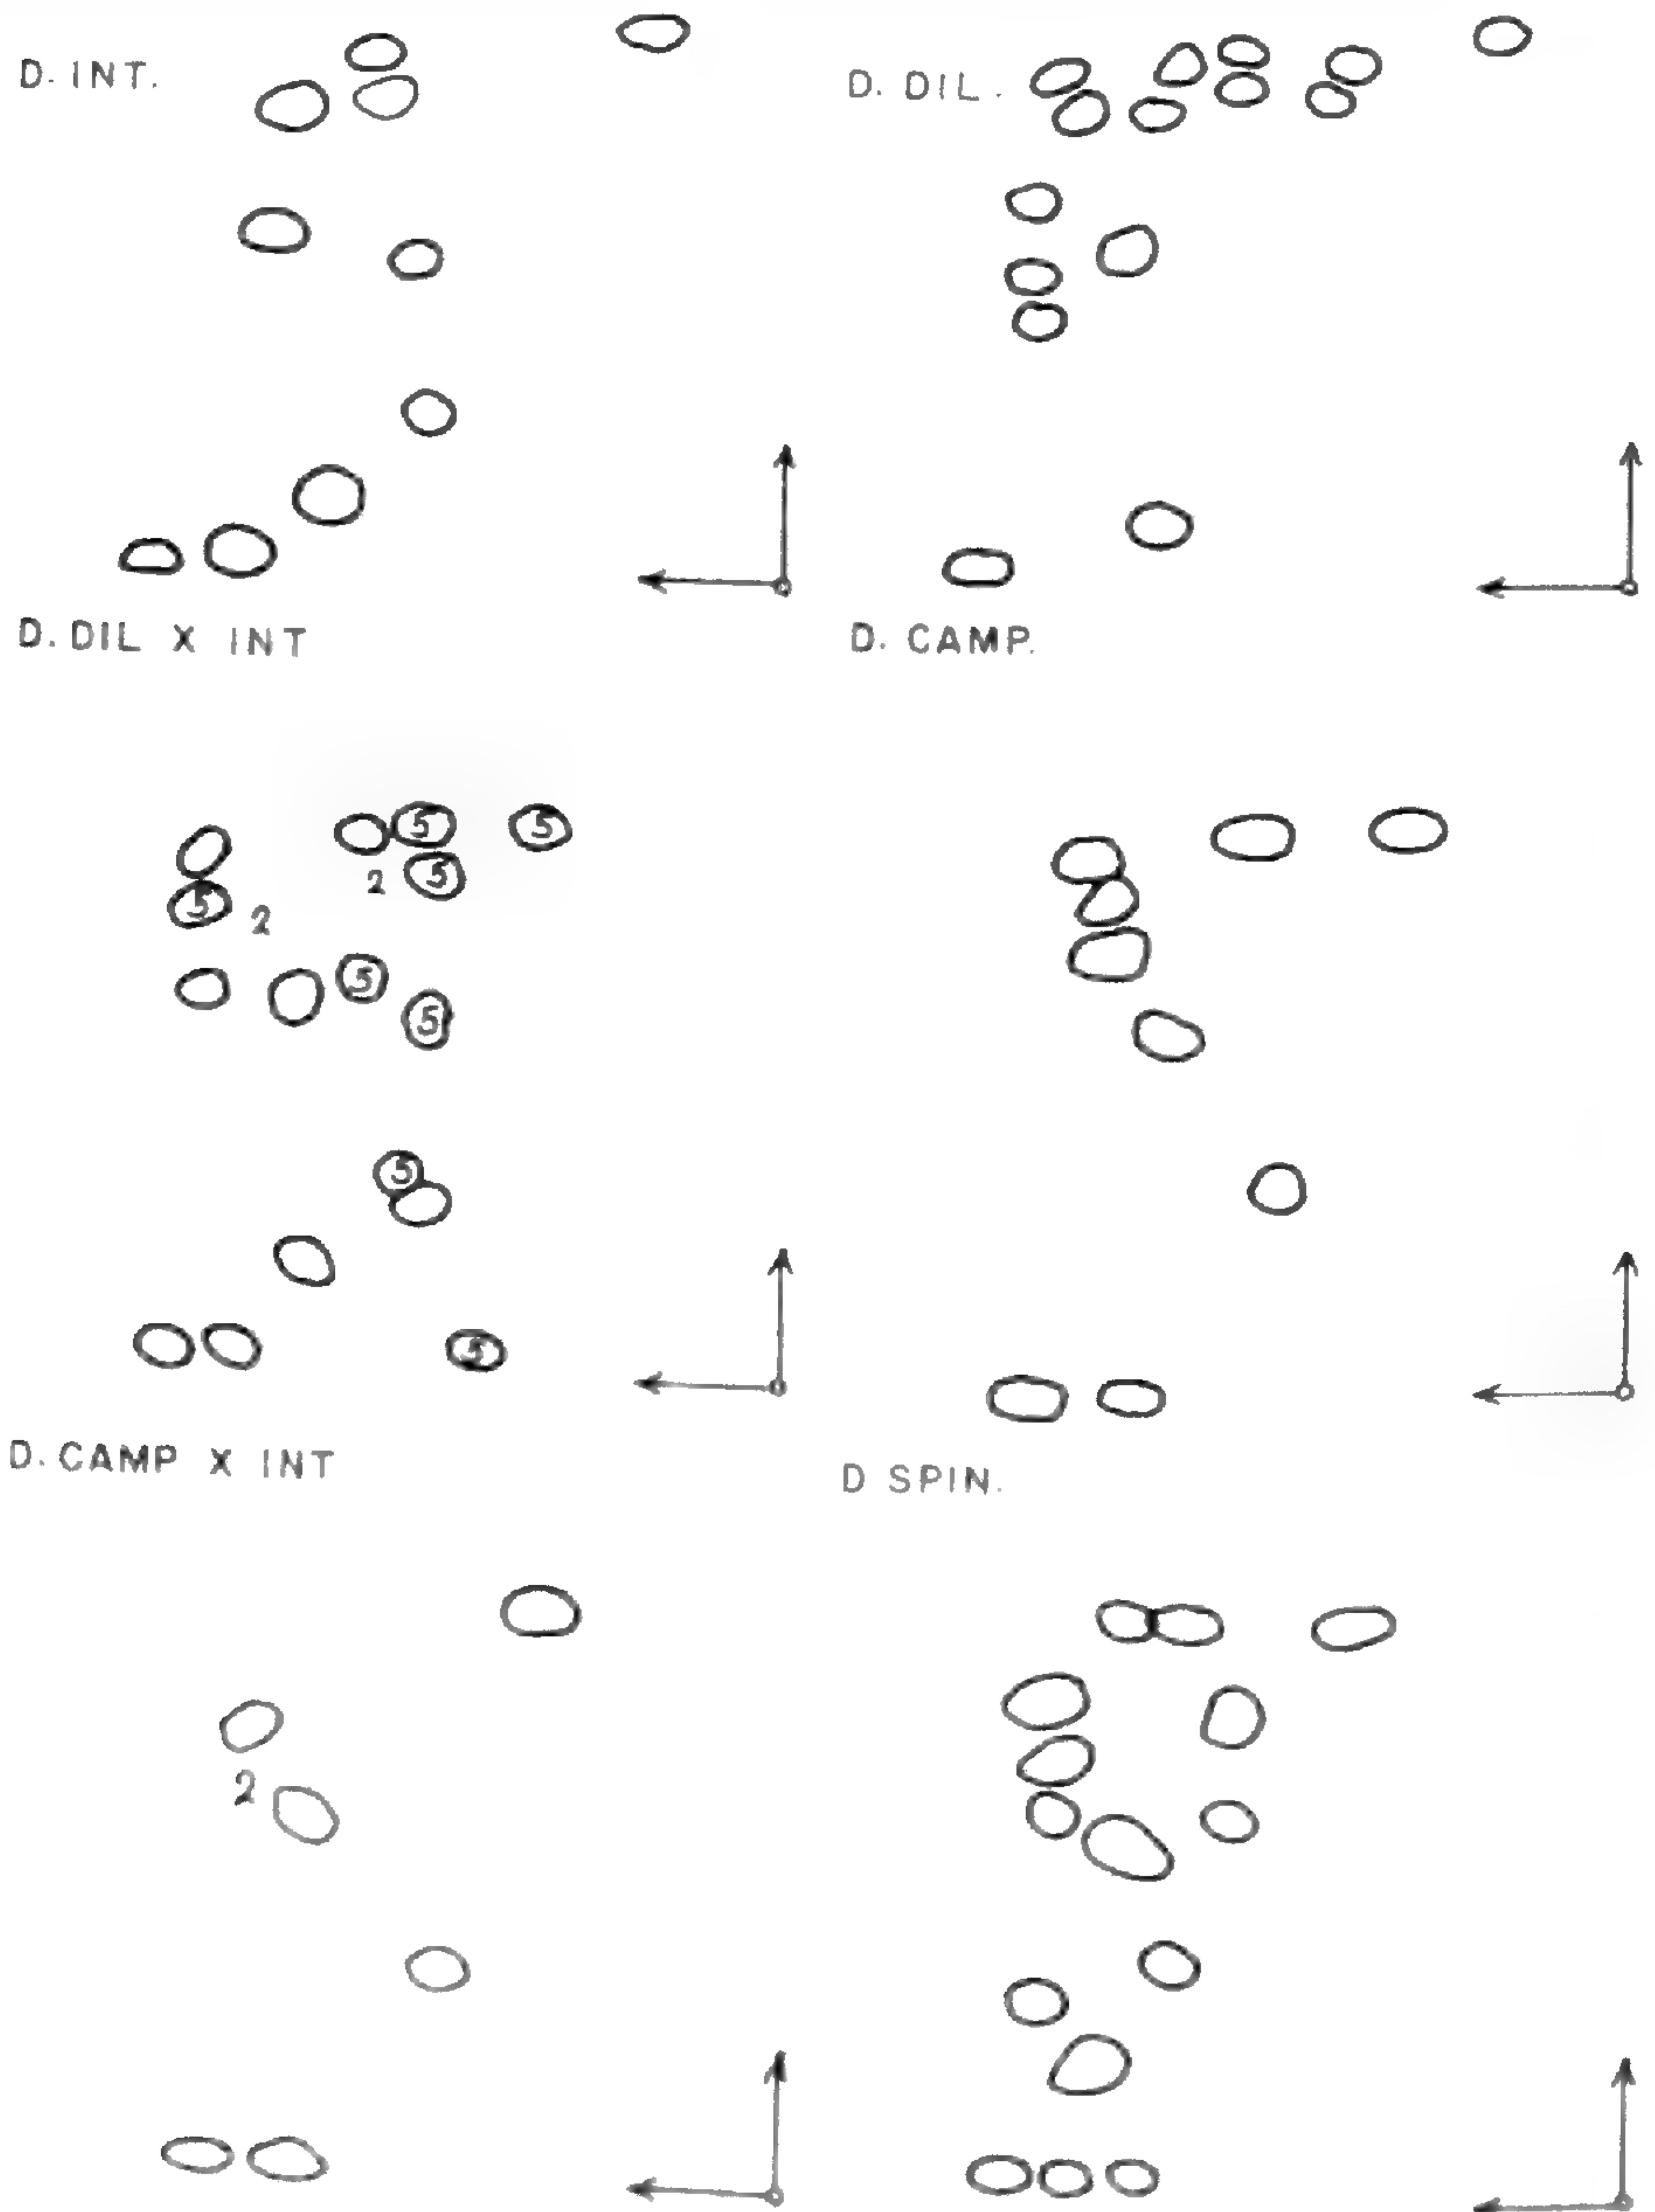 D. INT.
D. DIL.
D. DIL X INT
D. CAMP.
5
5
2
5
5
2
5
5
5
5
D. CAMP X INT
D SPIN.
2